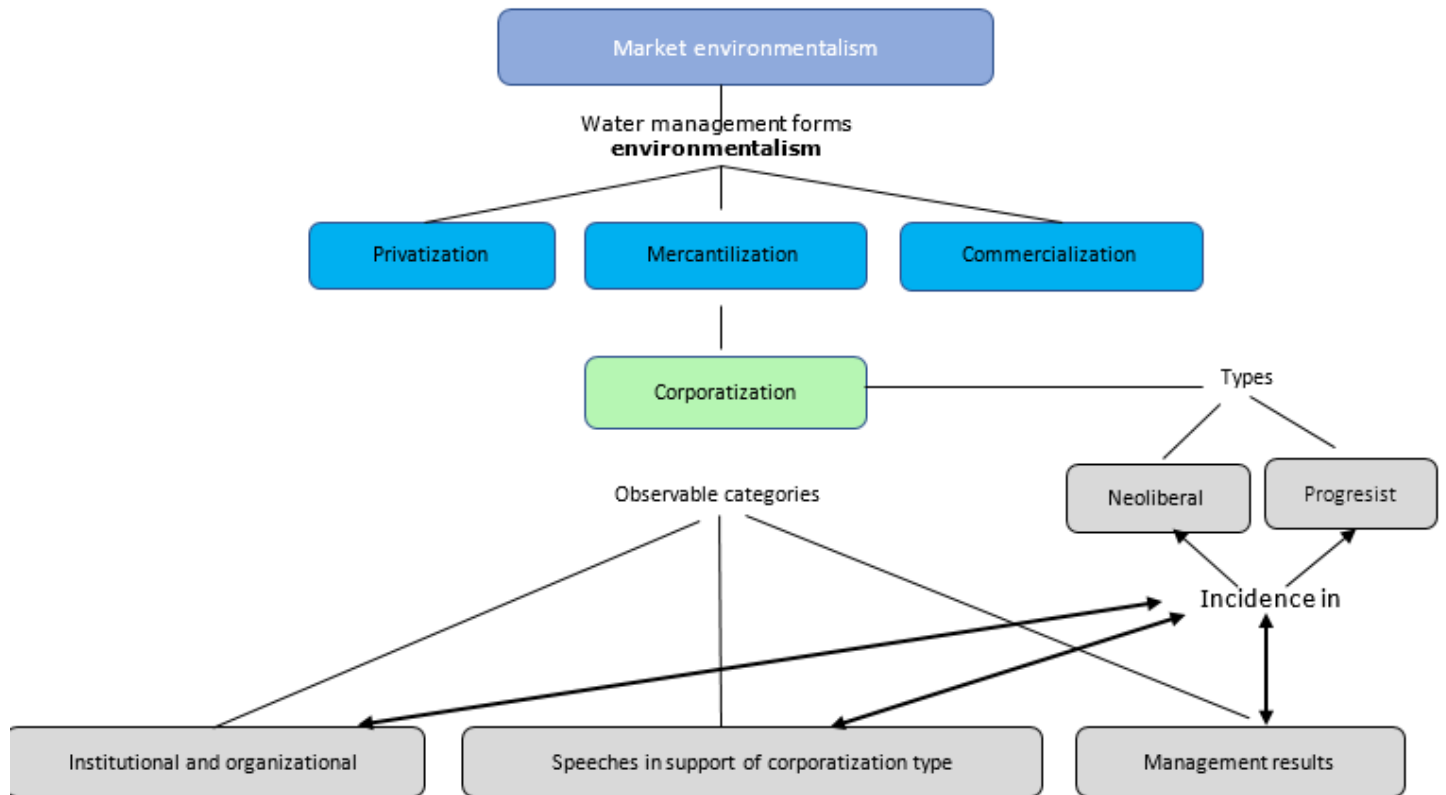 Market environmentalism
Water management forms
environmentalism
Privatization
Mercantilization
Commercialization
Corporatization
Types
Neoliberal
Progresist
Observable categories
Incidence in
Institutional and organizational
Speeches in support of corporatization type
Management results